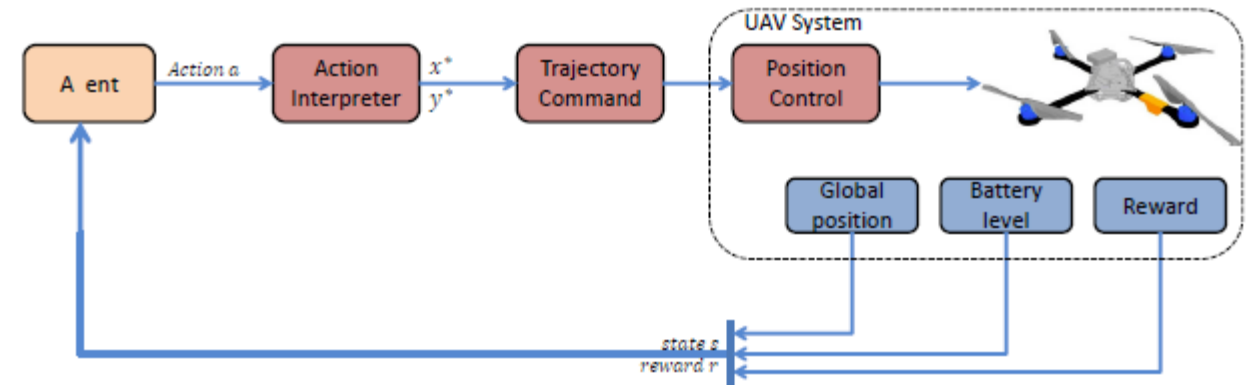 UAV System
A ent
Action a
Action
Interpreter
x*
y*
Trajectory
Command
Position
Control
Global
position
Battery
level
Reward
state s
reward r